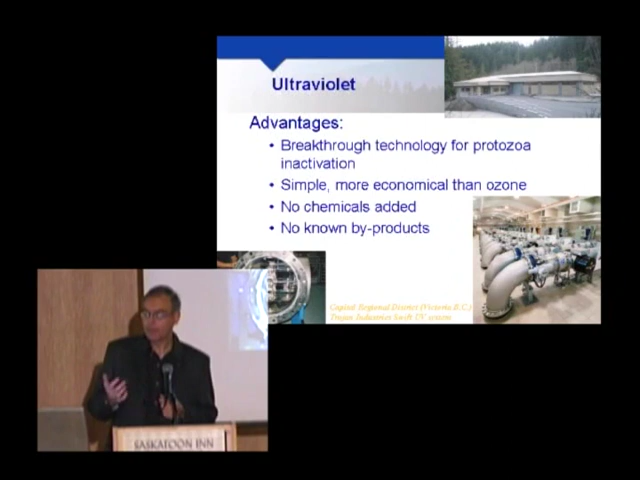 Ultraviolet
Advantages:
• Breakthrough technology for protozoa
inactivation
• Simple, more economical than ozone
• No chemicals added
• No known by-products
Capital Regional District (Victoria B.C.)
Trojan Industries Swift UV system
SASKATOON INN